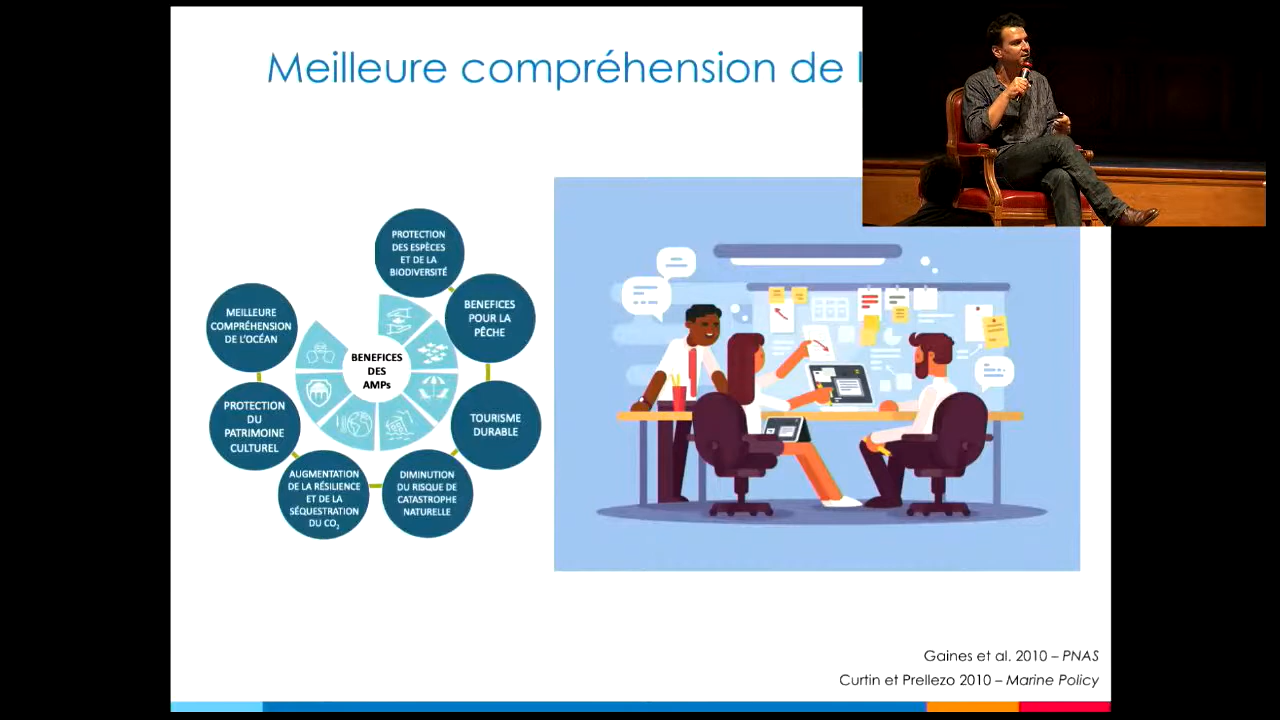 Meilleure compréhension de
PROTECTION
DES ESPÈCES
ET DE LA
BIODIVERSITÉ
BENEFICES
POUR LA
PÊCHE
TOURISME
DURABLE
DIMINUTION
DU RISQUE DE
CATASTROPHE
NATURELLE
AUGMENTATION
DE LA RÉSILIENCE
ET DE LA
SÉQUESTRATION
DU CO₂
PROTECTION
DU
PATRIMOINE
CULTUREL
MEILLEURE
COMPRÉHENSION
DE L'OCÉAN
BENEFICES
DES
AMPs
Gaines et al. 2010 – PNAS
Curtin et Prellezo 2010 – Marine Policy